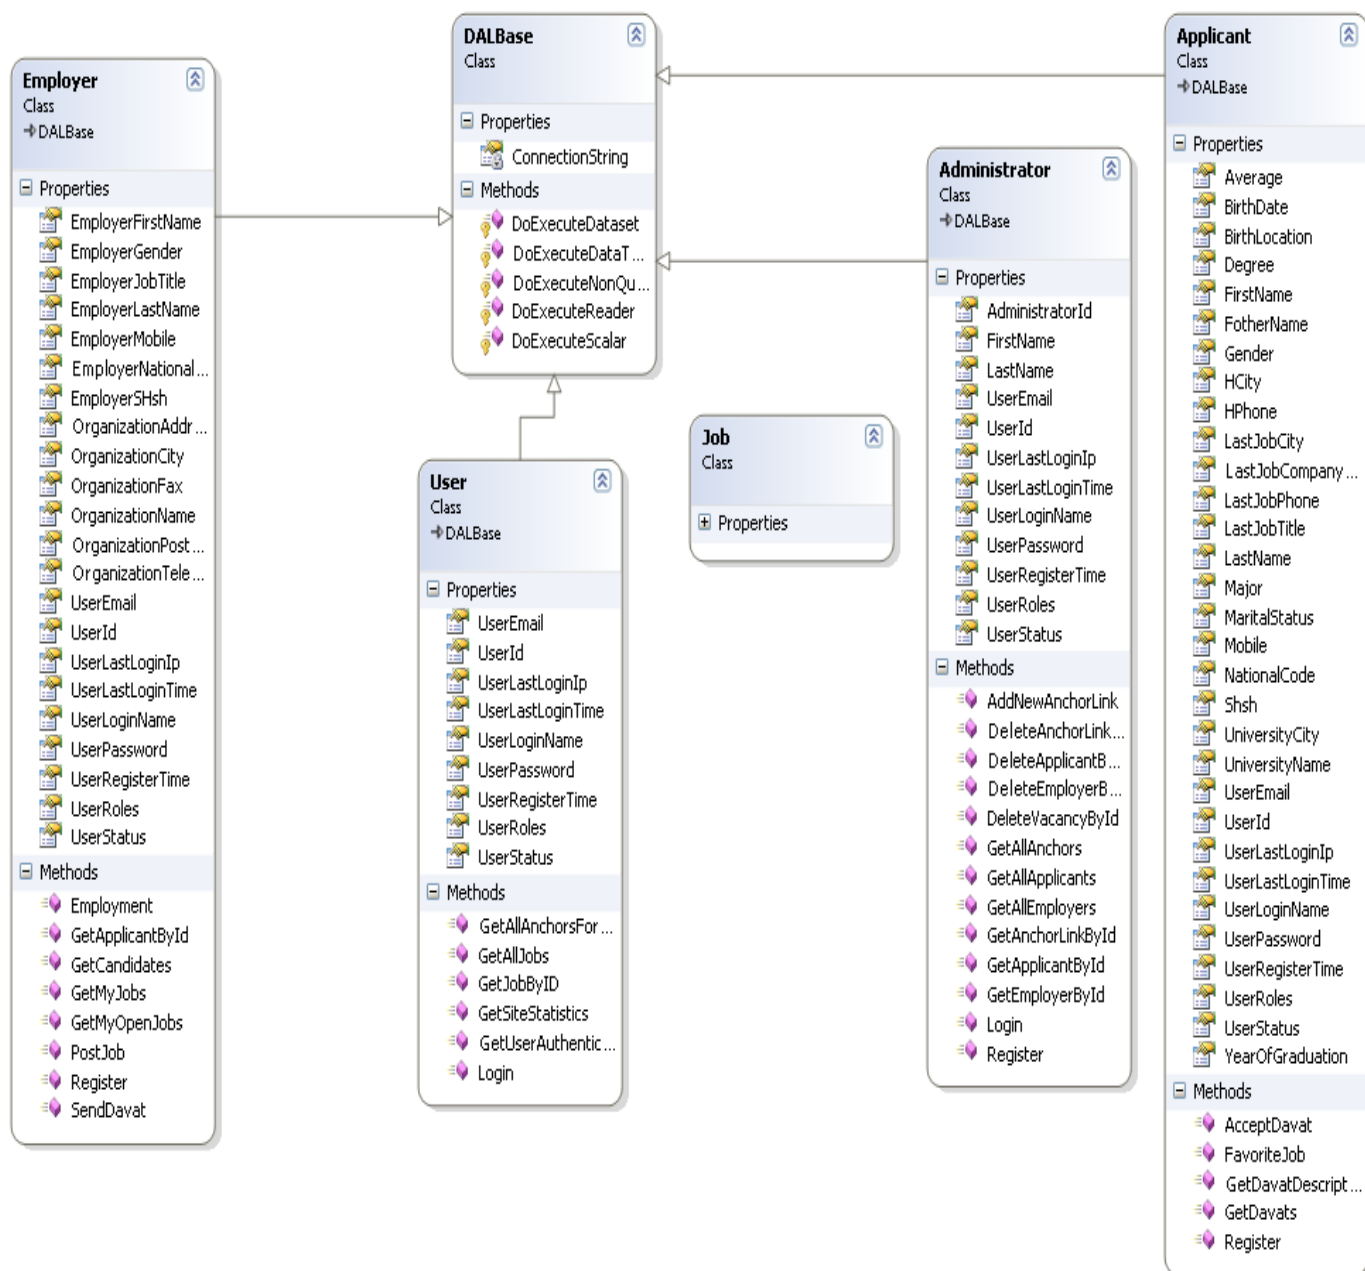 Employer
Class
DALBase
Properties
EmployerFirstName
EmployerGender
EmployerJobTitle
EmployerLastName
EmployerMobile
EmployerNational...
EmployerSHsh
OrganizationAddr...
OrganizationCity
OrganizationFax
OrganizationName
OrganizationPost...
OrganizationTele...
UserEmail
UserId
UserLastLoginIp
UserLastLoginTime
UserLoginName
UserPassword
UserRegisterTime
UserRoles
UserStatus
Methods
Employment
GetApplicantById
GetCandidates
GetMyJobs
GetMyOpenJobs
PostJob
Register
SendDavat
DALBase
Class
Properties
ConnectionString
Methods
DoExecuteDataset
DoExecuteDataT...
DoExecuteNonQu...
DoExecuteReader
DoExecuteScalar
User
Class
DALBase
Properties
UserEmail
UserId
UserLastLoginIp
UserLastLoginTime
UserLoginName
UserPassword
UserRegisterTime
UserRoles
UserStatus
Methods
GetAllAnchorsFor...
GetAllJobs
GetJobByID
GetSiteStatistics
GetUserAuthentic...
Login
Job
Class
Properties
Administrator
Class
DALBase
Properties
AdministratorId
FirstName
LastName
UserEmail
UserId
UserLastLoginIp
UserLastLoginTime
UserLoginName
UserPassword
UserRegisterTime
UserRoles
UserStatus
Methods
AddNewAnchorLink
DeleteAnchorLink...
DeleteApplicantB...
DeleteEmployerB...
DeleteVacancyById
GetAllAnchors
GetAllApplicants
GetAllEmployers
GetAnchorLinkById
GetApplicantById
GetEmployerById
Login
Register
Applicant
Class
DALBase
Properties
Average
BirthDate
BirthLocation
Degree
FirstName
FotherName
Gender
HCity
HPhone
LastJobCity
LastJobCompany...
LastJobPhone
LastJobTitle
LastName
Major
MaritalStatus
Mobile
NationalCode
Shsh
UniversityCity
UniversityName
UserEmail
UserId
UserLastLoginIp
UserLastLoginTime
UserLoginName
UserPassword
UserRegisterTime
UserRoles
UserStatus
YearOfGraduation
Methods
AcceptDavat
FavoriteJob
GetDavatDescript...
GetDavats
Register